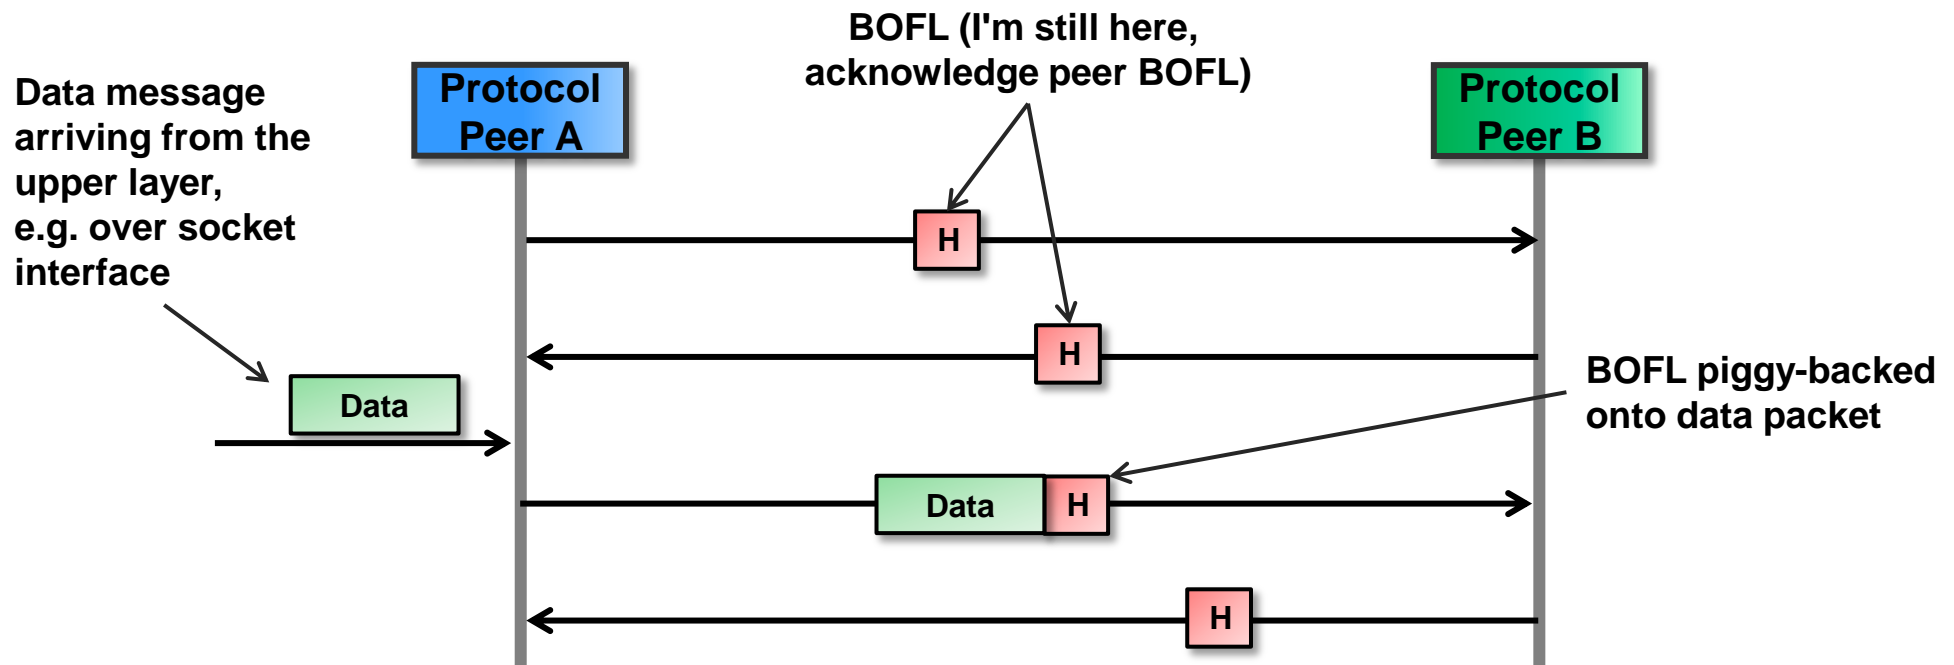 BOFL (I'm still here,
acknowledge peer BOFL)
Data message
arriving from the
upper layer,
e.g. over socket
interface
Protocol
Peer A
Protocol
Peer B
H
H
Data
BOFL piggy-backed
onto data packet
Data
H
H